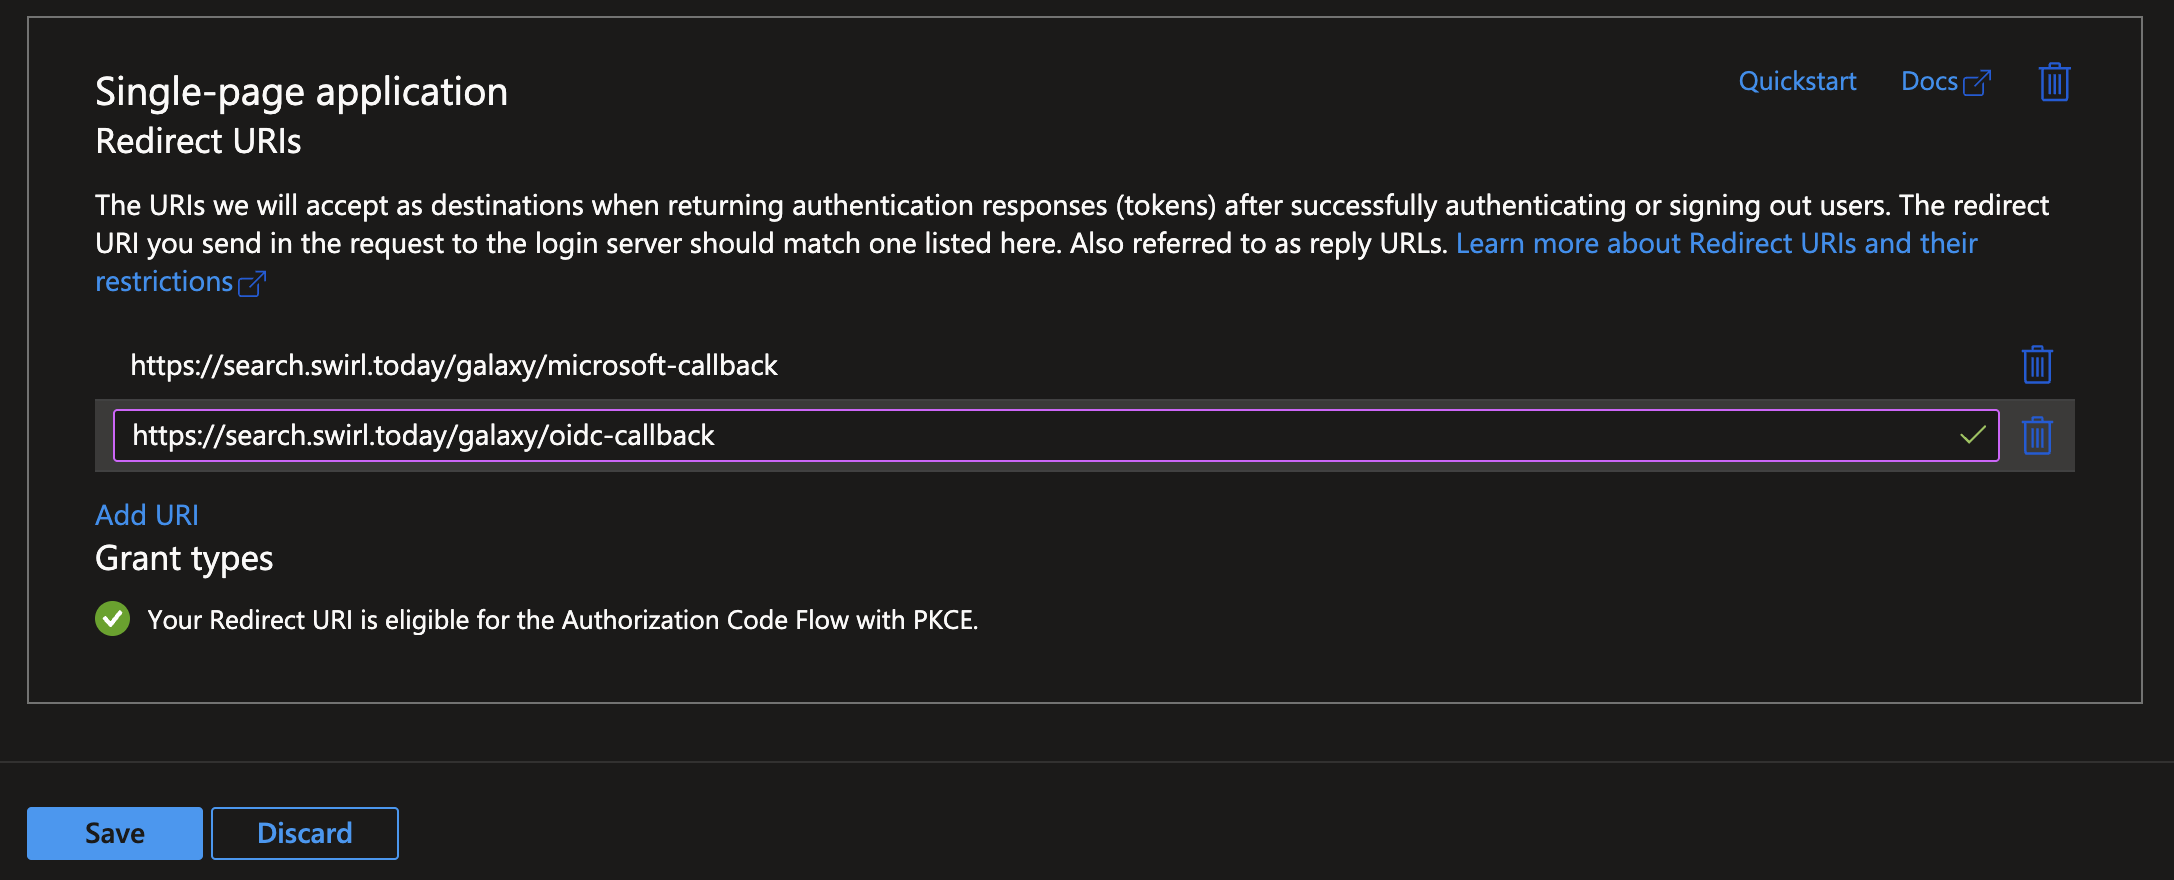 Single-page application
Quickstart Docs
Redirect URIs
The URIs we will accept as destinations when returning authentication responses (tokens) after successfully authenticating or signing out users. The redirect
URI you send in the request to the login server should match one listed here. Also referred to as reply URLs. Learn more about Redirect URIs and their
restrictions
https://search.swirl.today/galaxy/microsoft-callback
https://search.swirl.today/galaxy/oidc-callback
Add URI
Grant types
Your Redirect URI is eligible for the Authorization Code Flow with PKCE.
Save Discard